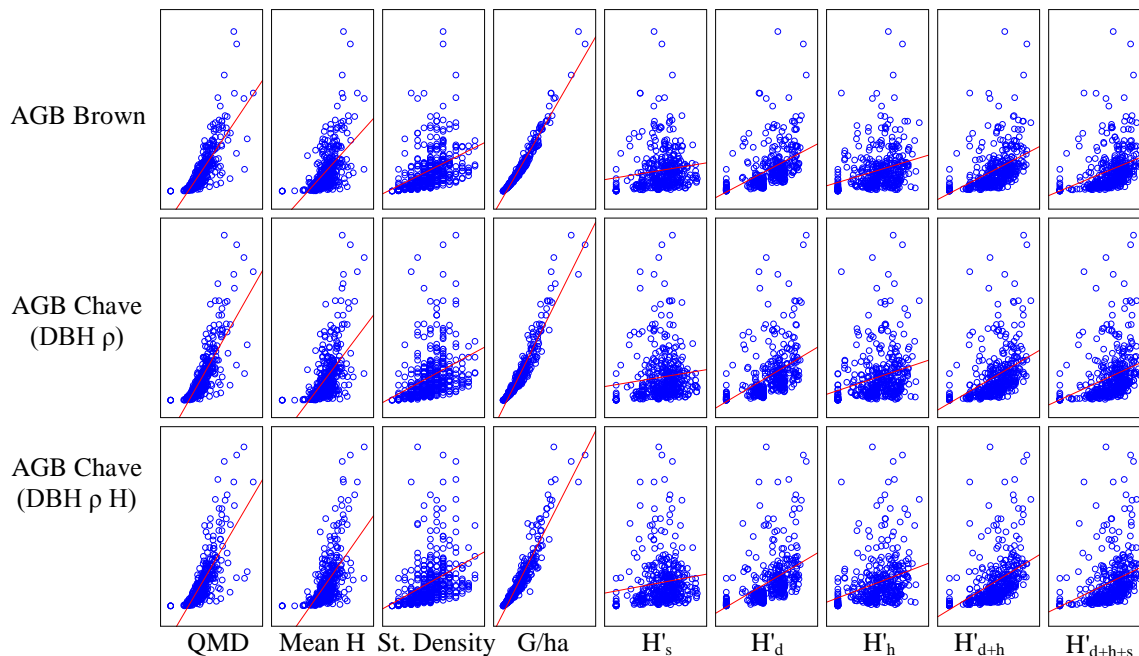 AGB Brown
AGB Chave
(DBH ρ)
AGB Chave
(DBH ρ H)
QMD Mean H St. Density G/ha H's H'd H'h H'd+h H'd+h+s